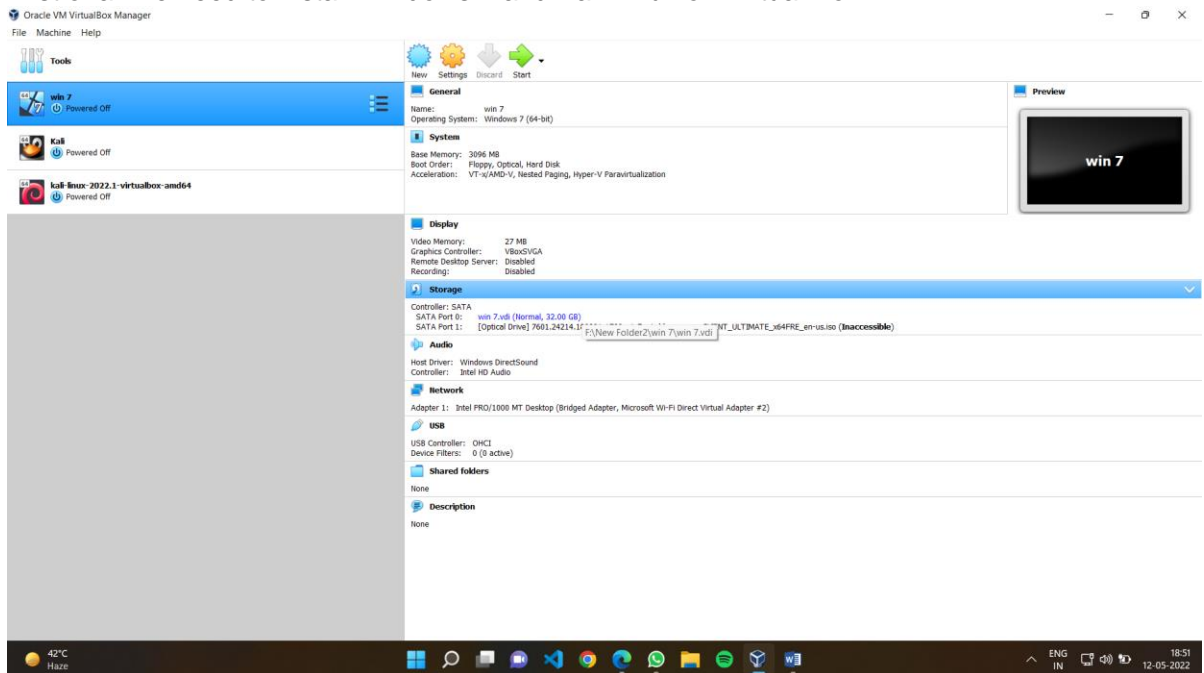 Oracle VM VirtualBox Manager
File Machine Help
Tools
win 7
Powered Off
Kali
Powered Off
kali-linux-2022.1-virtualbox-amd64
Powered Off
New Settings Discard Start
General
Name: win 7
Operating System: Windows 7 (64-bit)
System
Base Memory: 3096 MB
Boot Order: Floppy, Optical, Hard Disk
Acceleration: VT-x/AMD-V, Nested Paging, Hyper-V Paravirtualization
Preview
win 7
Display
Video Memory: 27 MB
Graphics Controller: VBoxSVGA
Remote Desktop Server: Disabled
Recording: Disabled
Storage
Controller: SATA
SATA Port 0: win 7.vdi (Normal, 32.00 GB)
SATA Port 1: [Optical Drive] 7601.24214.1 ENT_ULTIMATE_x64FRE_en-us.iso (Inaccessible)
F:\New Folder2\win 7\win 7.vdi
Audio
Host Driver: Windows DirectSound
Controller: Intel HD Audio
Network
Adapter 1: Intel PRO/1000 MT Desktop (Bridged Adapter, Microsoft Wi-Fi Direct Virtual Adapter #2)
USB
USB Controller: OHCI
Device Filters: 0 (0 active)
Shared folders
None
Description
None
42°C
Haze
ENG
IN
18:51
12-05-2022